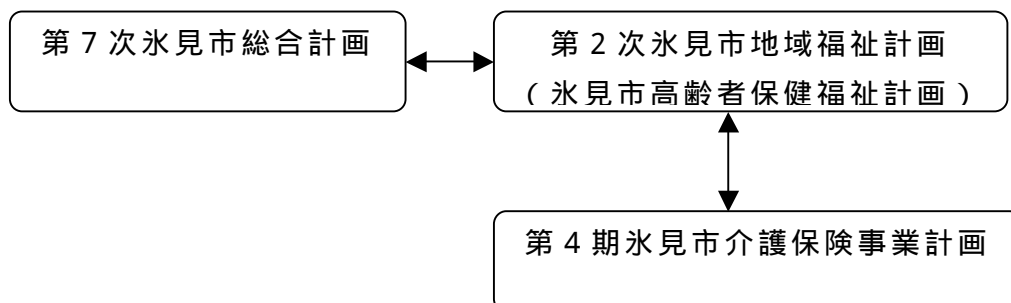 第７次氷見市総合計画
第２次氷見市地域福祉計画
（氷見市高齢者保健福祉計画）
第４期氷見市介護保険事業計画